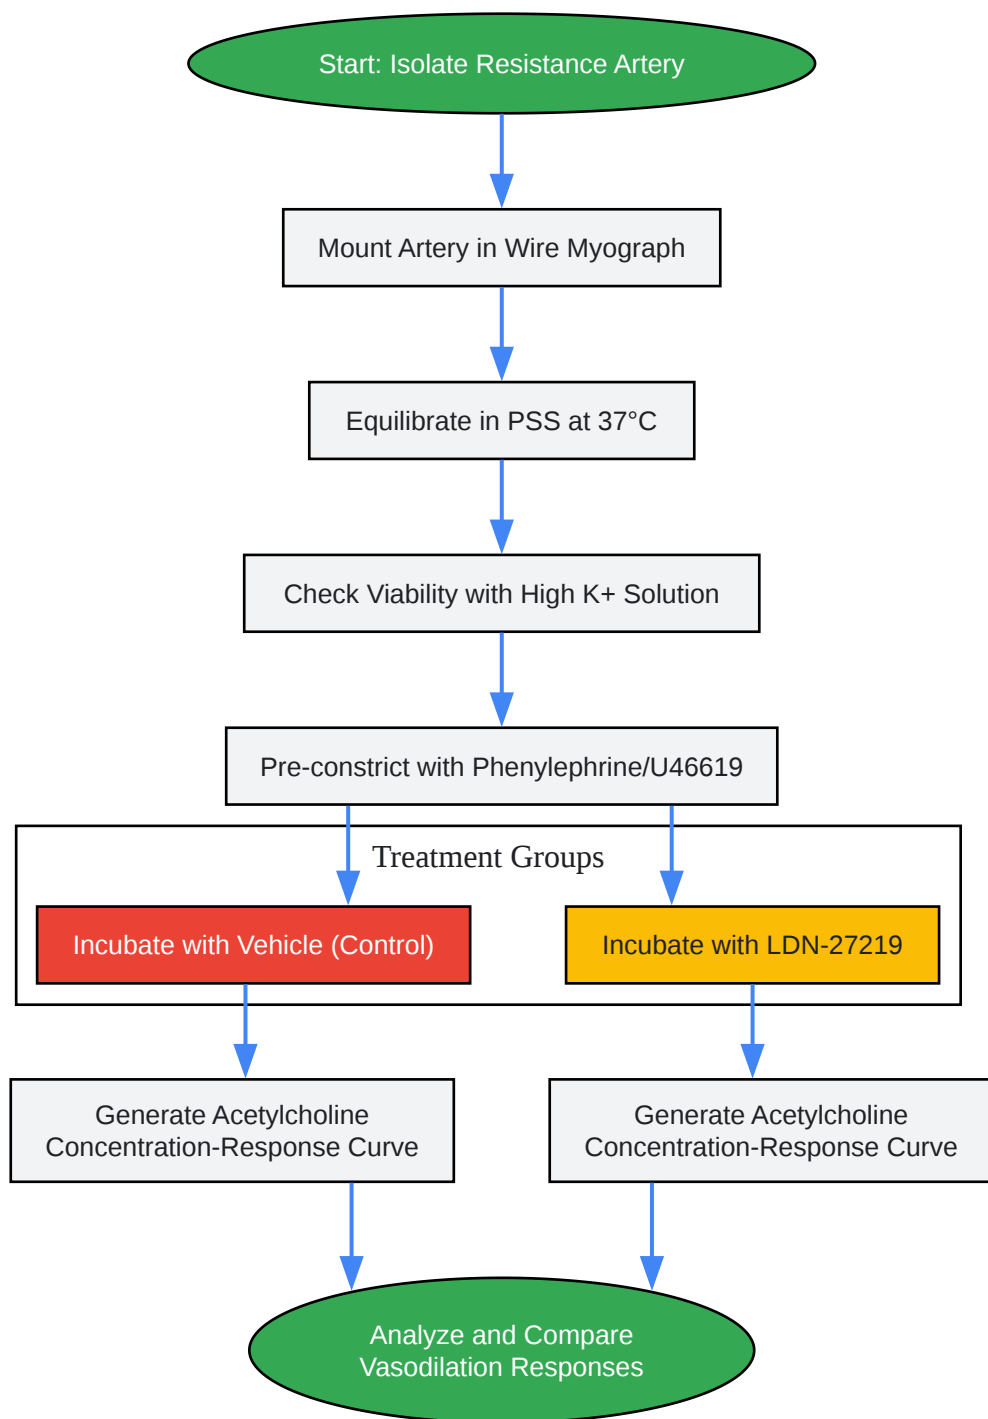 Start: Isolate Resistance Artery
Mount Artery in Wire Myograph
Equilibrate in PSS at 37°C
Check Viability with High K+ Solution
Pre-constrict with Phenylephrine/U46619
Treatment Groups
Incubate with Vehicle (Control)
Incubate with LDN-27219
Generate Acetylcholine
Concentration-Response Curve
Generate Acetylcholine
Concentration-Response Curve
Analyze and Compare
Vasodilation Responses